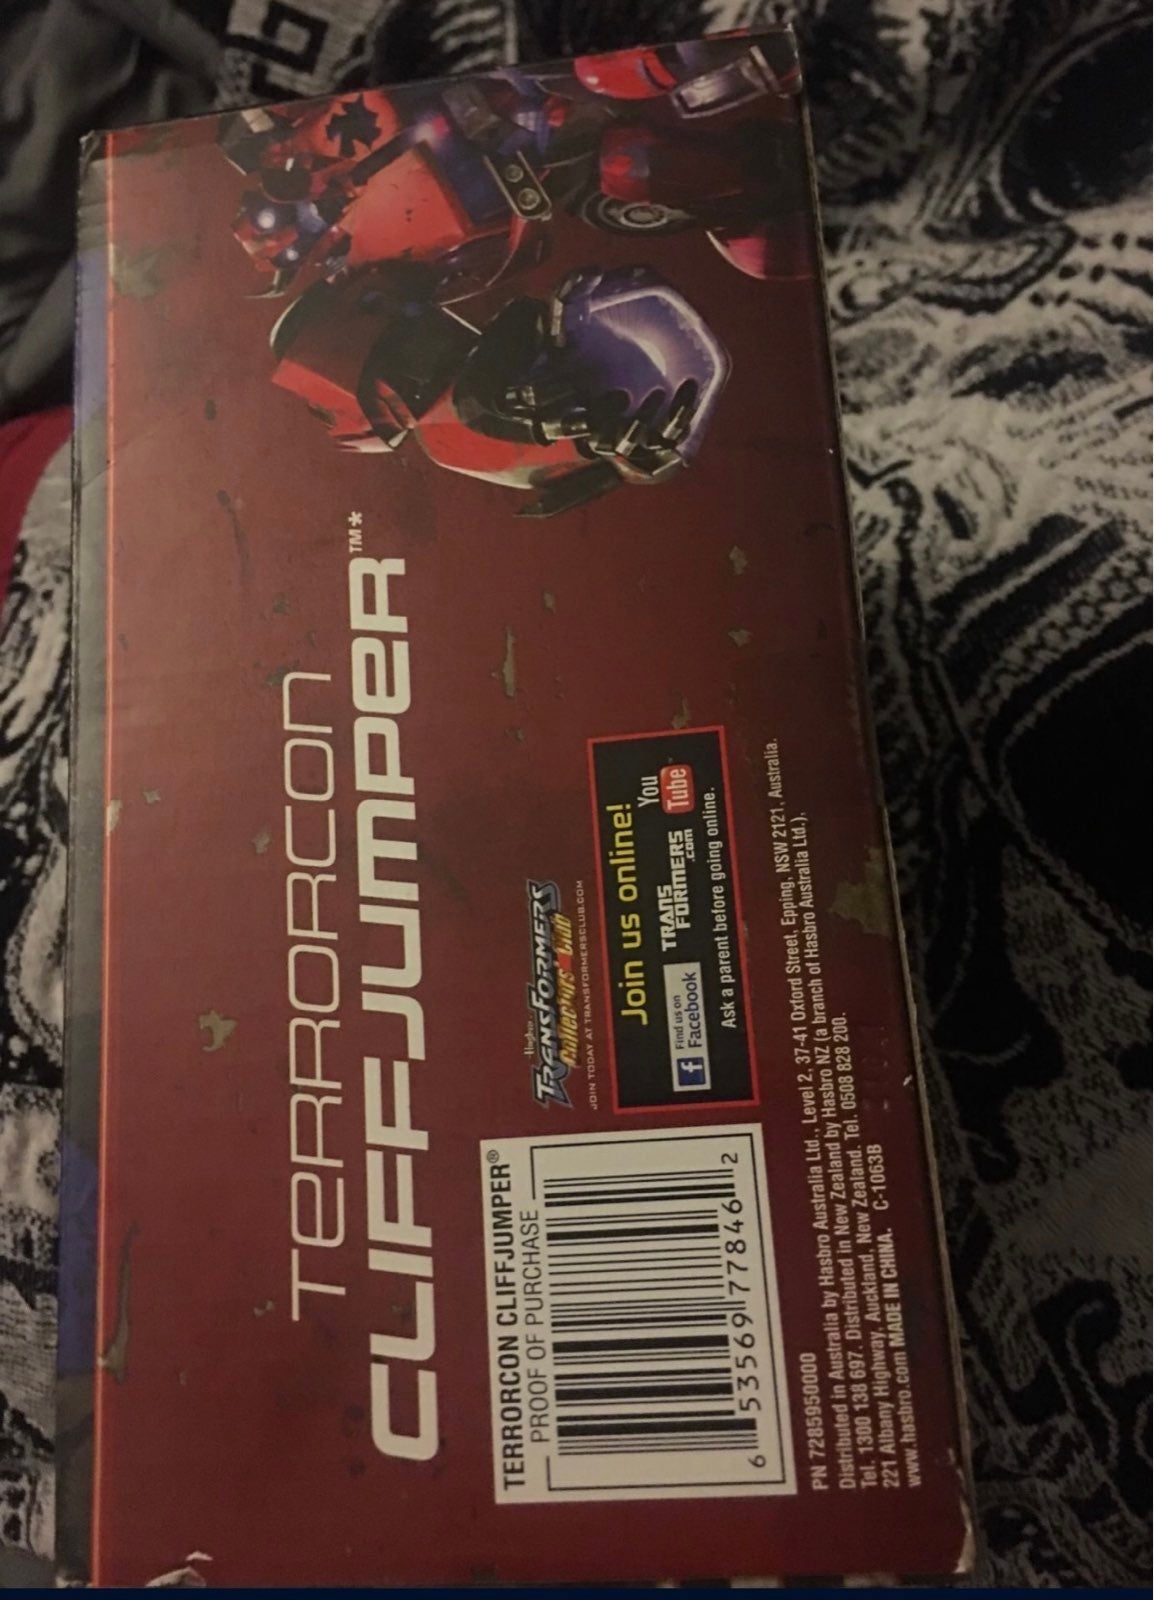 TERRORCON
CLIFFJUMPER™*
Hasbro
TRANSFORMERS
Collectors' Club
JOIN TODAY AT TRANSFORMERSCLUB.COM
Join us online!
f Find us on Facebook
TRANSFORMERS.com
You Tube™
Ask a parent before going online.
TERRORCON CLIFFJUMPER®
PROOF OF PURCHASE
6 53569 77846 2
PN 7285950000
Distributed in Australia by Hasbro Australia Ltd., Level 2, 37-41 Oxford Street, Epping, NSW 2121, Australia.
Tel. 1300 138 697. Distributed in New Zealand by Hasbro NZ (a branch of Hasbro Australia Ltd.),
221 Albany Highway, Auckland, New Zealand. Tel. 0508 828 200.
www.hasbro.com MADE IN CHINA. C-1063B